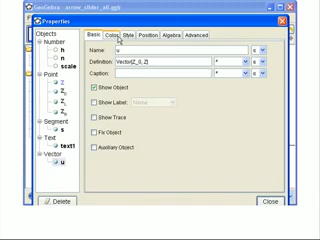 GeoGebra - arrow_slider_all.ggb
Properties
Objects
Number
h
n
scale
Point
Z
Segment
s
Text
text1
Vector
u
Delete
Basic Color Style Position Algebra Advanced
Name: u
Definition: Vector[Z_0, Z]
Caption:
Show Object
Show Label: Name
Show Trace
Fix Object
Auxiliary Object
Close